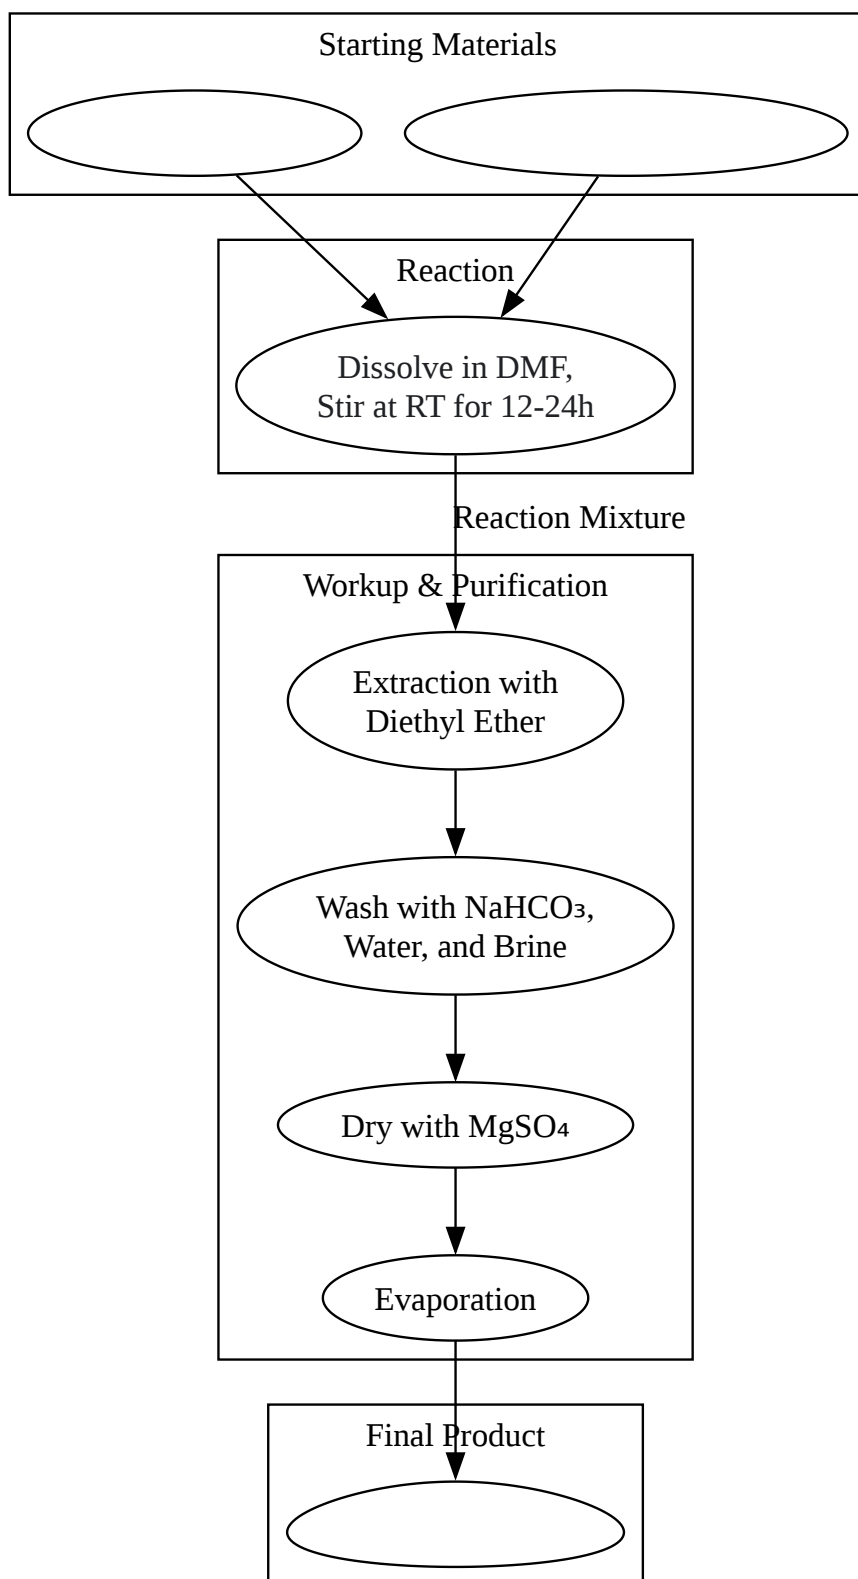 Starting Materials
Reaction
Dissolve in DMF,
Stir at RT for 12-24h
Reaction Mixture
Workup & Purification
Extraction with
Diethyl Ether
Wash with NaHCO₃,
Water, and Brine
Dry with MgSO₄
Evaporation
Final Product